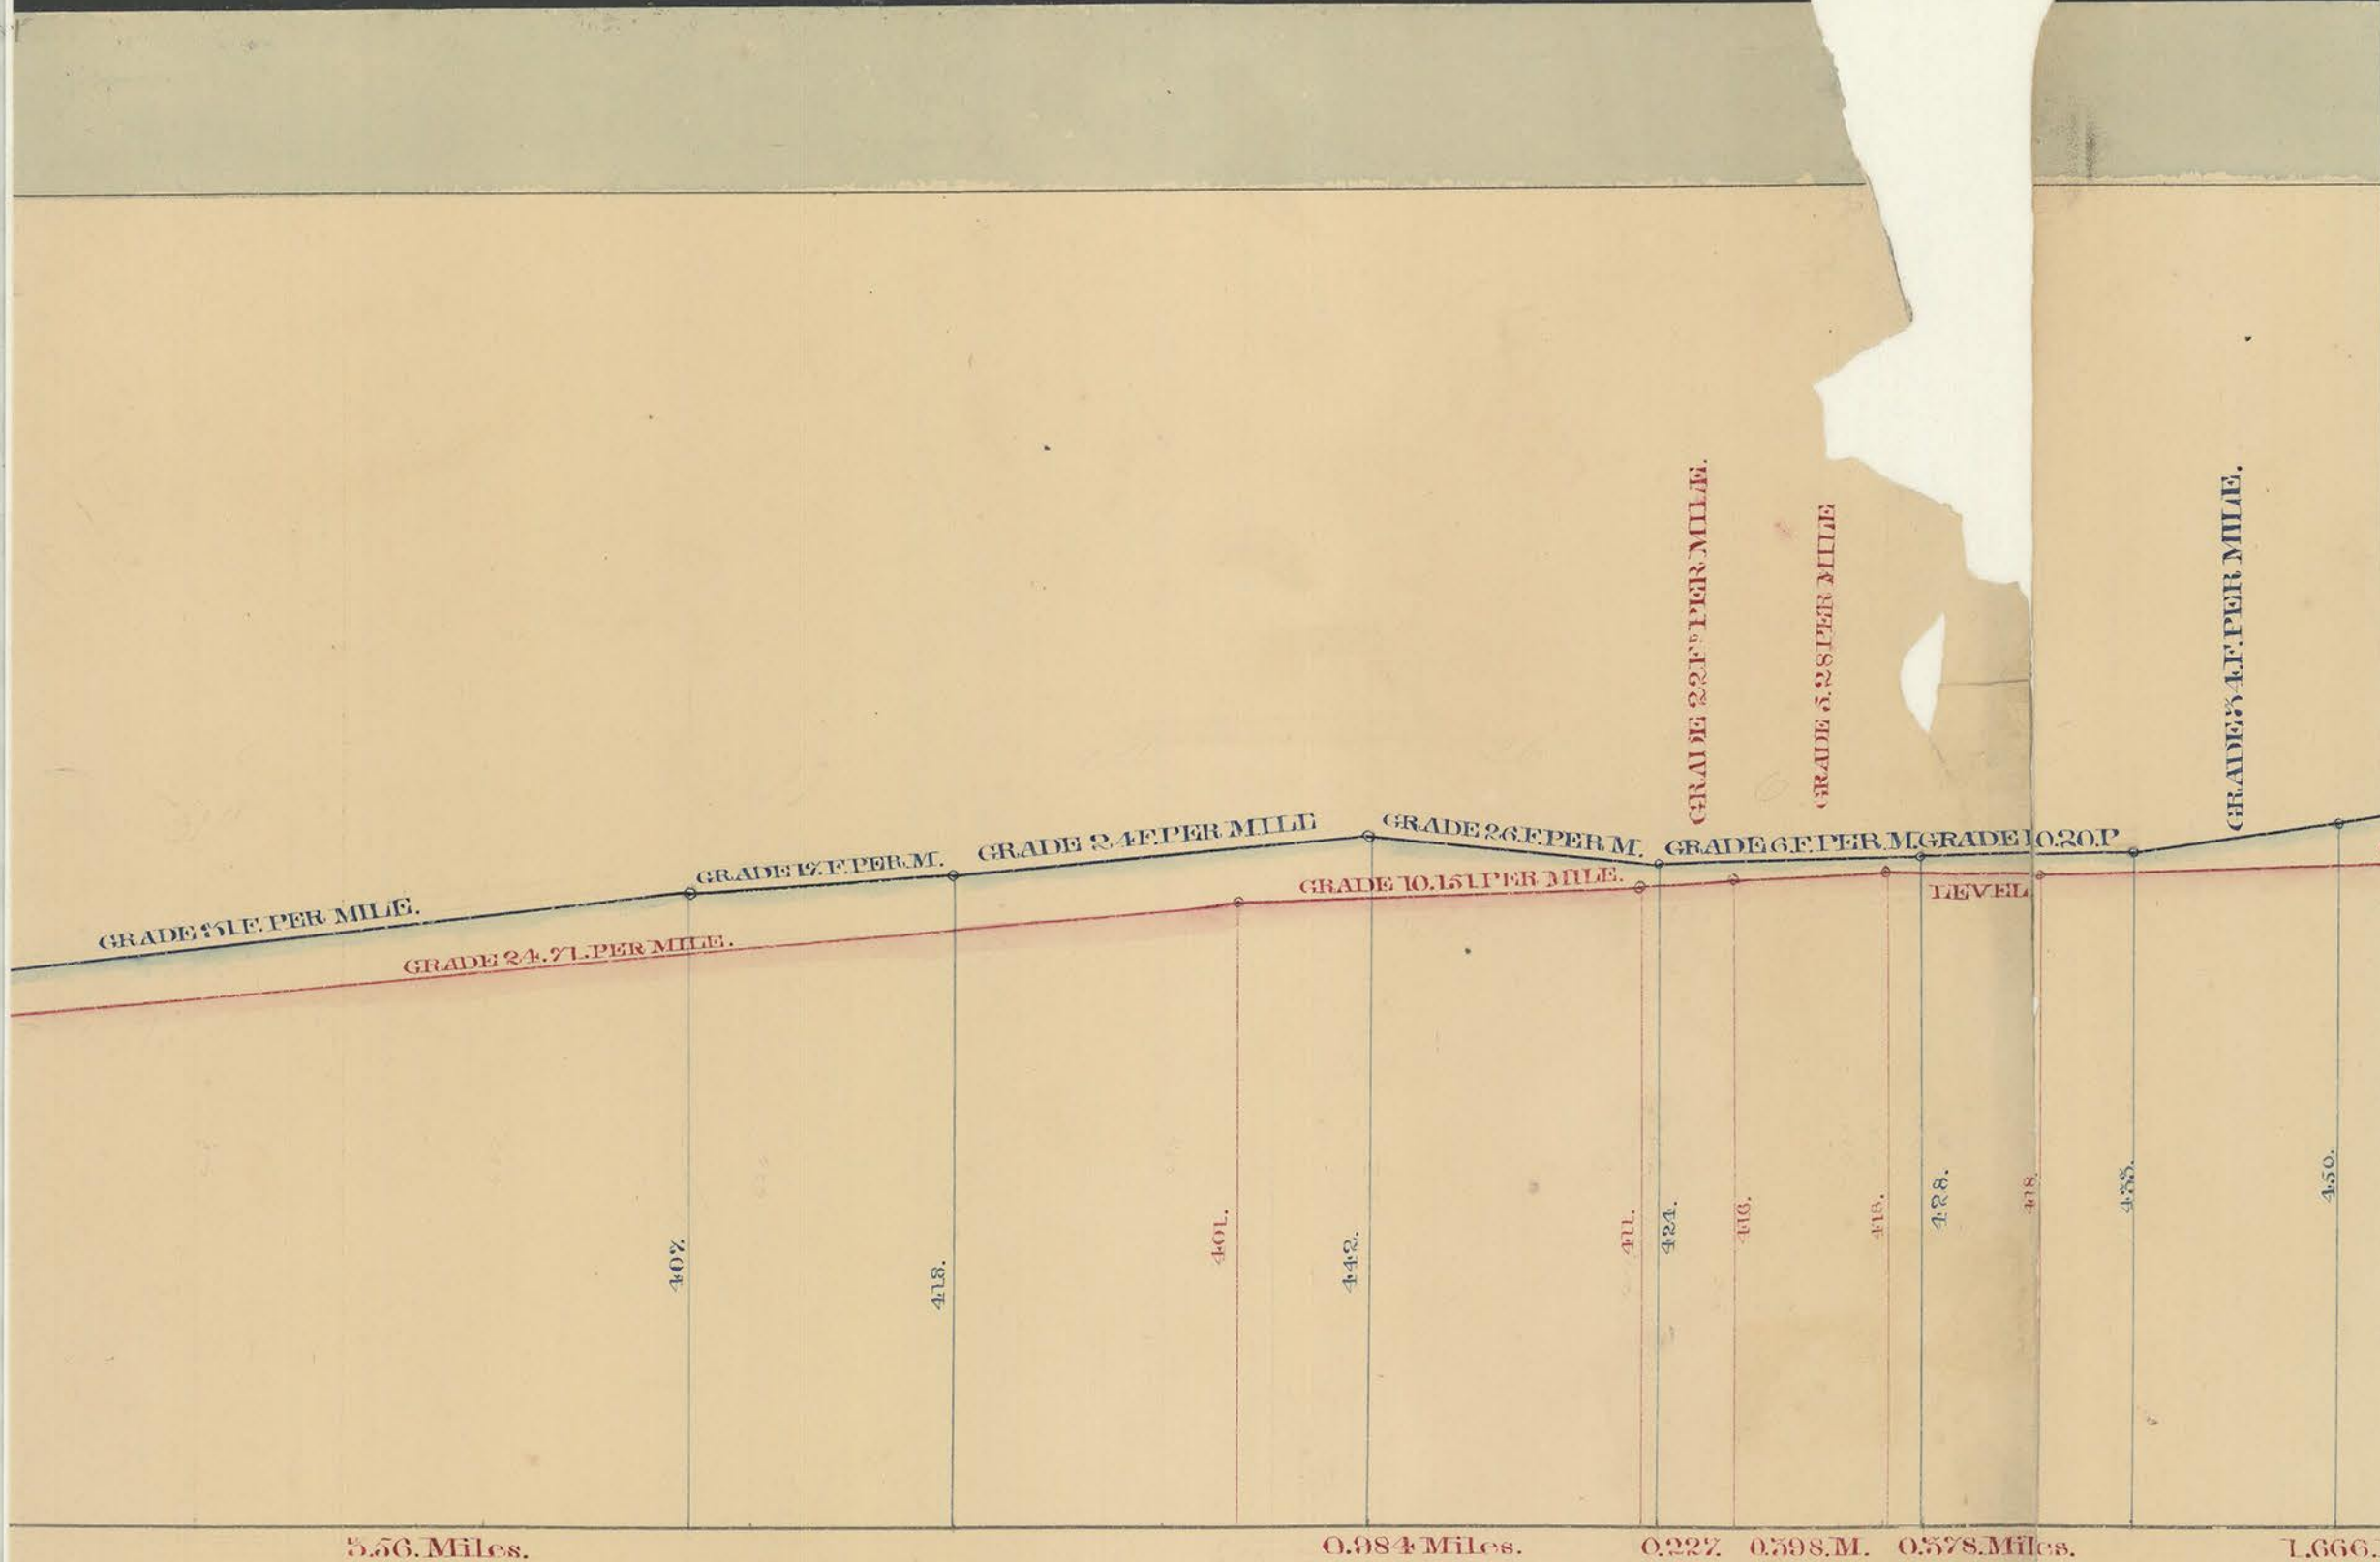 GRADE 22 FT PER MILE.
GRADE 5.28 PER MILE
GRADE 34.F. PER MILE.
GRADE 31 F. PER MILE.
GRADE 17. F. PER M.
GRADE 24 F. PER MILE
GRADE 26.F. PER M.
GRADE 6.F. PER M.
GRADE 10.20.P
GRADE 24.71. PER MILE.
GRADE 10.151 PER MILE.
LEVEL
407.
418.
401.
442.
411.
424.
416.
418.
428.
418.
433.
450.
3.56. Miles.
0.984 Miles.
0.227.
0.398.M.
0.378.Miles.
1.666